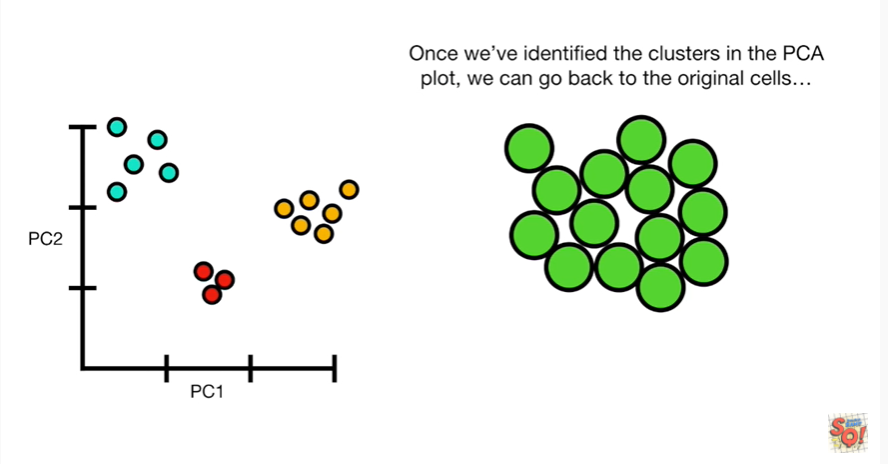 Once we've identified the clusters in the PCA
plot, we can go back to the original cells…
PC2
PC1
SQ!